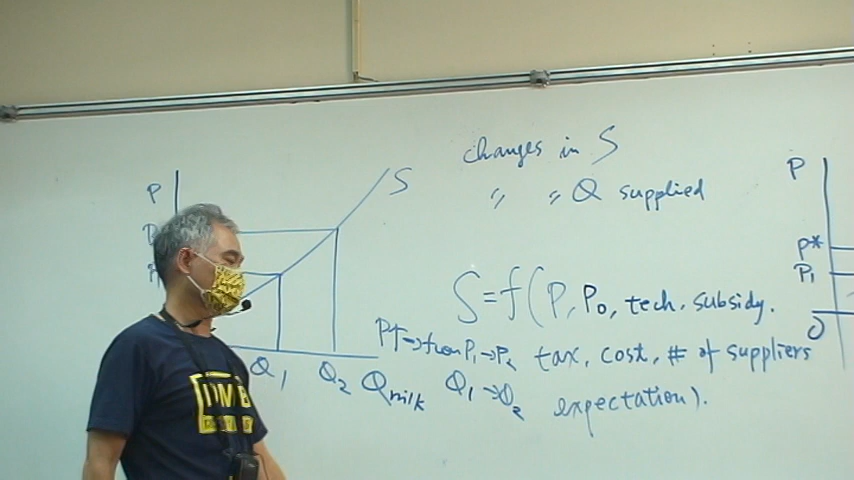 changes in S
" " Q supplied
P
S
S = f(P, Po, tech, subsidy.
tax, cost, # of suppliers
expectation).
P↑→from P₁→P₂
Q₁→Q₂
Q₁ Q₂ Qmilk
P
P*
P₁
O